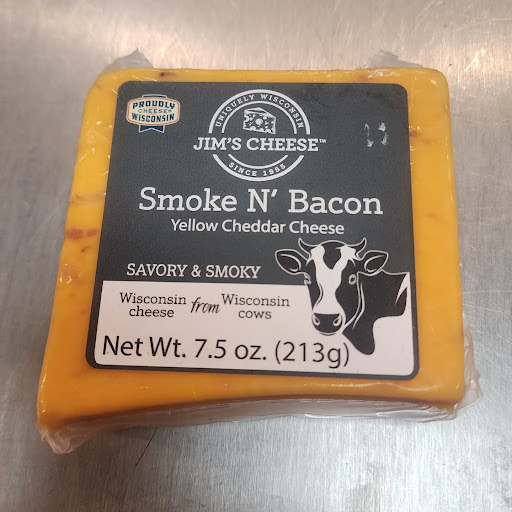 PROUDLY
CHEESE®
WISCONSIN
UNIQUELY WISCONSIN
JIM'S CHEESE™
SINCE 1955
Smoke N' Bacon
Yellow Cheddar Cheese
SAVORY & SMOKY
Wisconsin cheese from Wisconsin cows
Net Wt. 7.5 oz. (213g)